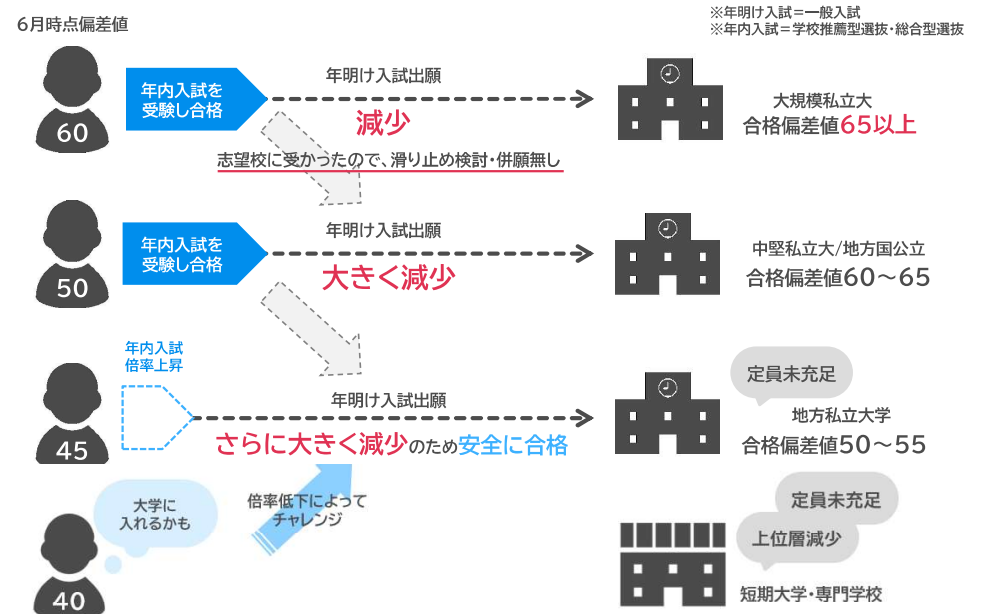 6月時点偏差値
※年明け入試＝一般入試
※年内入試＝学校推薦型選抜・総合型選抜
60
年内入試を
受験し合格
年明け入試出願
減少
志望校に受かったので、滑り止め検討・併願無し
大規模私立大
合格偏差値65以上
50
年内入試を
受験し合格
年明け入試出願
大きく減少
中堅私立大/地方国公立
合格偏差値60～65
45
年内入試
倍率上昇
年明け入試出願
さらに大きく減少のため安全に合格
定員未充足
地方私立大学
合格偏差値50～55
40
大学に
入れるかも
倍率低下によって
チャレンジ
定員未充足
上位層減少
短期大学・専門学校